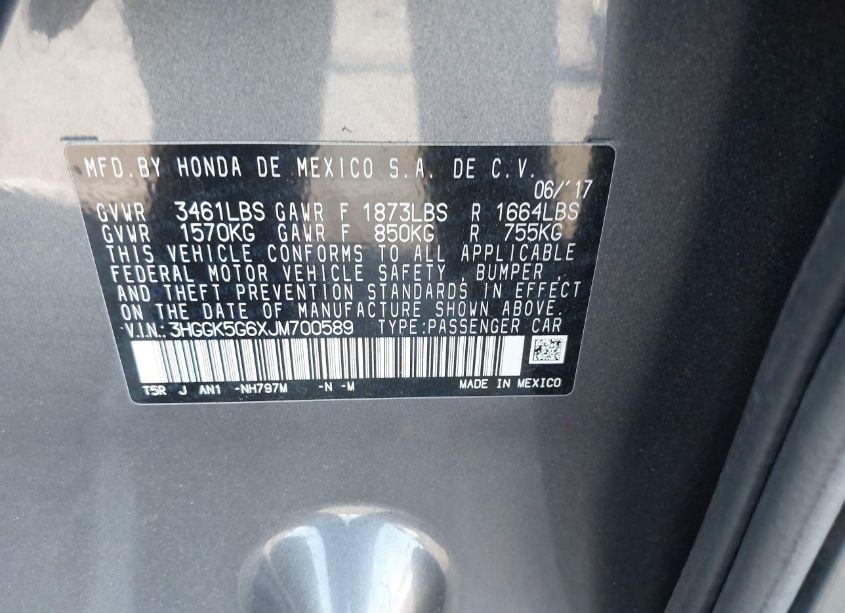 MFD.BY HONDA DE MEXICO S.A. DE C.V.
06/'17
GVWR 3461LBS GAWR F 1873LBS R 1664LBS
GVWR 1570KG GAWR F 850KG R 755KG
THIS VEHICLE CONFORMS TO ALL APPLICABLE
FEDERAL MOTOR VEHICLE SAFETY , BUMPER ,
AND THEFT PREVENTION STANDARDS IN EFFECT
ON THE DATE OF MANUFACTURE SHOWN ABOVE.
V.I.N.:3HGGK5G6XJM700589 TYPE:PASSENGER CAR
T5R J AN1 -NH797M -N -M MADE IN MEXICO